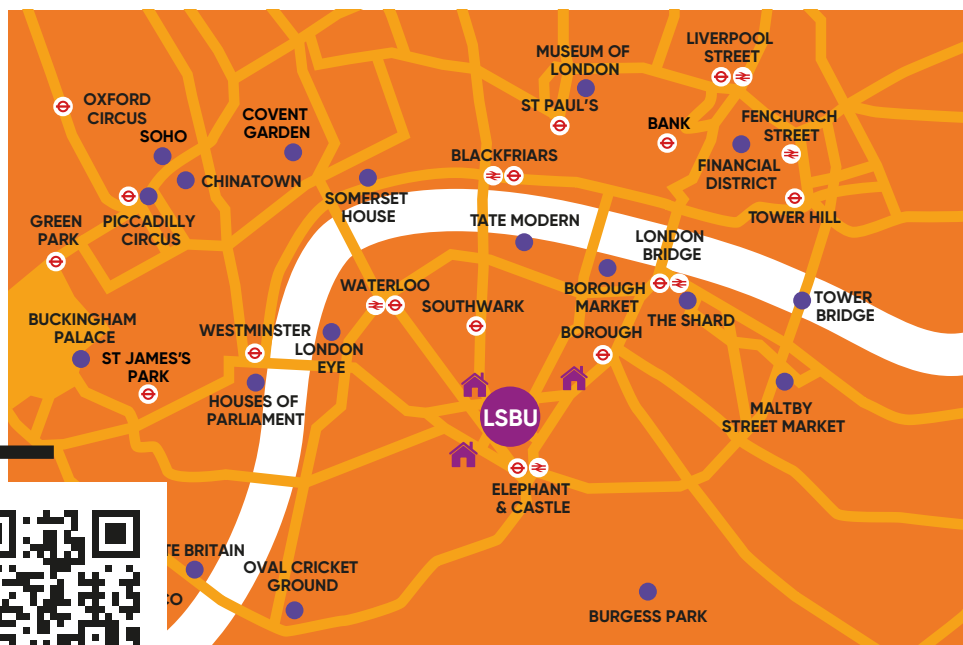 LIVERPOOL
STREET
MUSEUM OF
LONDON
OXFORD
CIRCUS
ST PAUL'S
COVENT
GARDEN
FENCHURCH
STREET
BANK
SOHO
BLACKFRIARS
FINANCIAL
DISTRICT
CHINATOWN
SOMERSET
HOUSE
TOWER HILL
GREEN
PARK
PICCADILLY
CIRCUS
TATE MODERN
LONDON
BRIDGE
WATERLOO
BOROUGH
MARKET
SOUTHWARK
TOWER
BRIDGE
THE SHARD
BUCKINGHAM
PALACE
WESTMINSTER
BOROUGH
LONDON
EYE
ST JAMES'S
PARK
HOUSES OF
PARLIAMENT
LSBU
MALTBY
STREET MARKET
ELEPHANT
& CASTLE
TE BRITAIN
OVAL CRICKET
GROUND
CO
BURGESS PARK